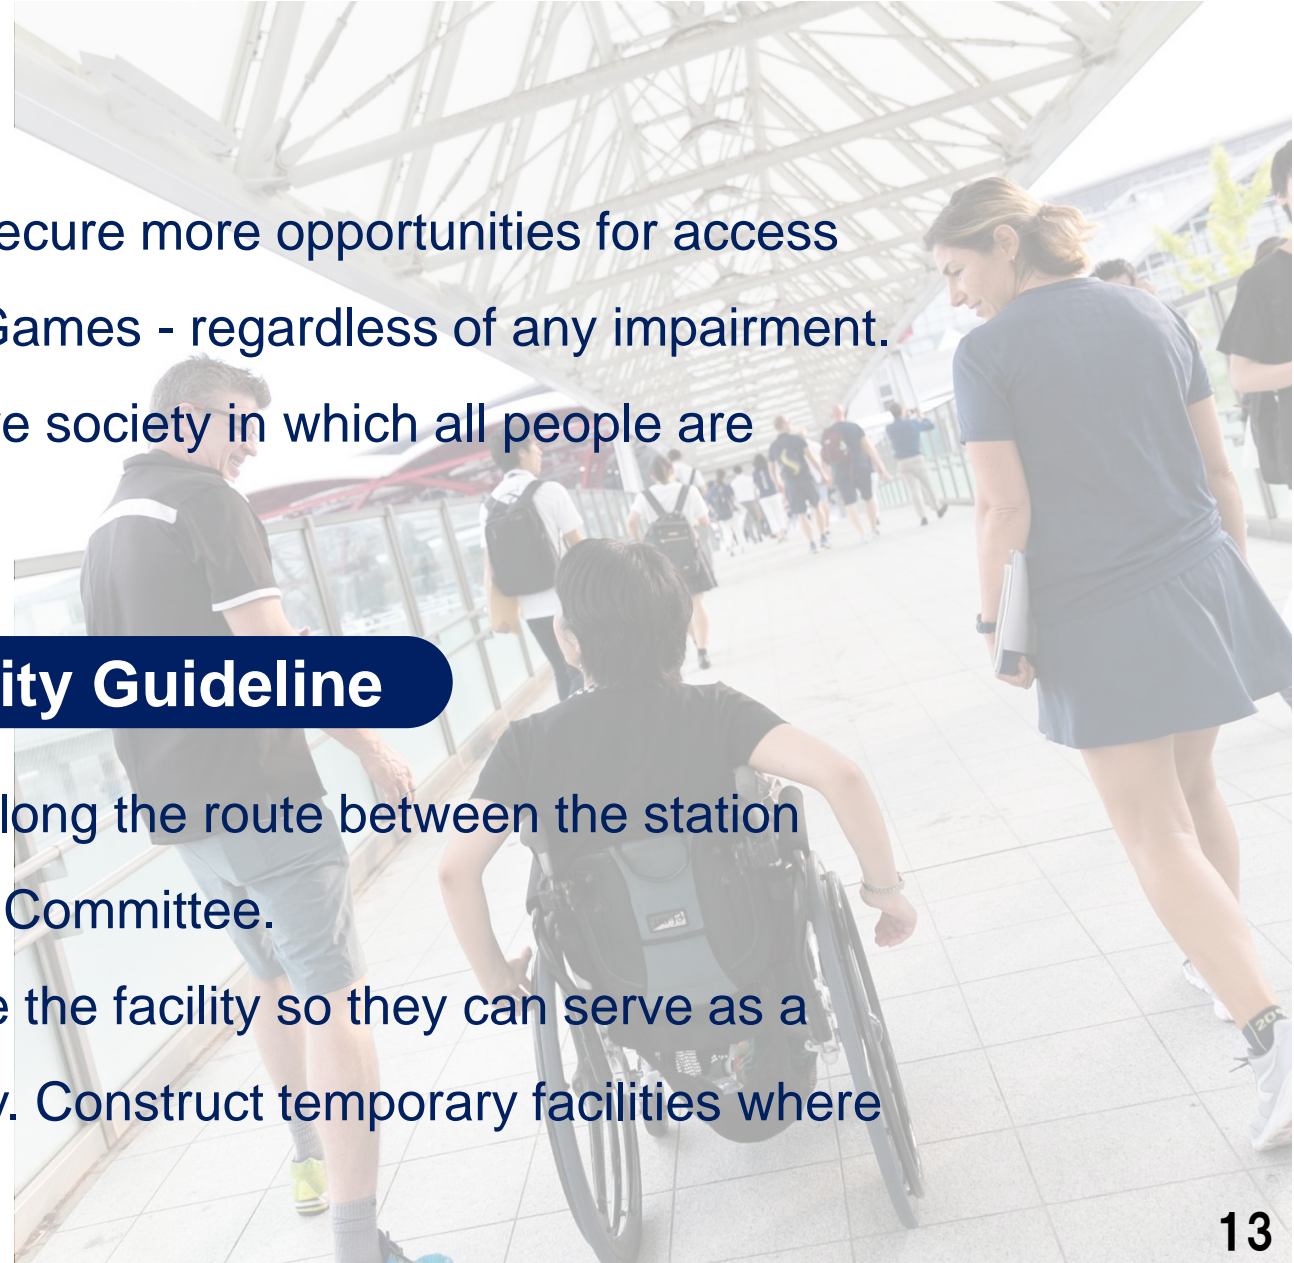 ecure more opportunities for access
Games - regardless of any impairment.
e society in which all people are
ity Guideline
long the route between the station
Committee.
e the facility so they can serve as a
. Construct temporary facilities where
13